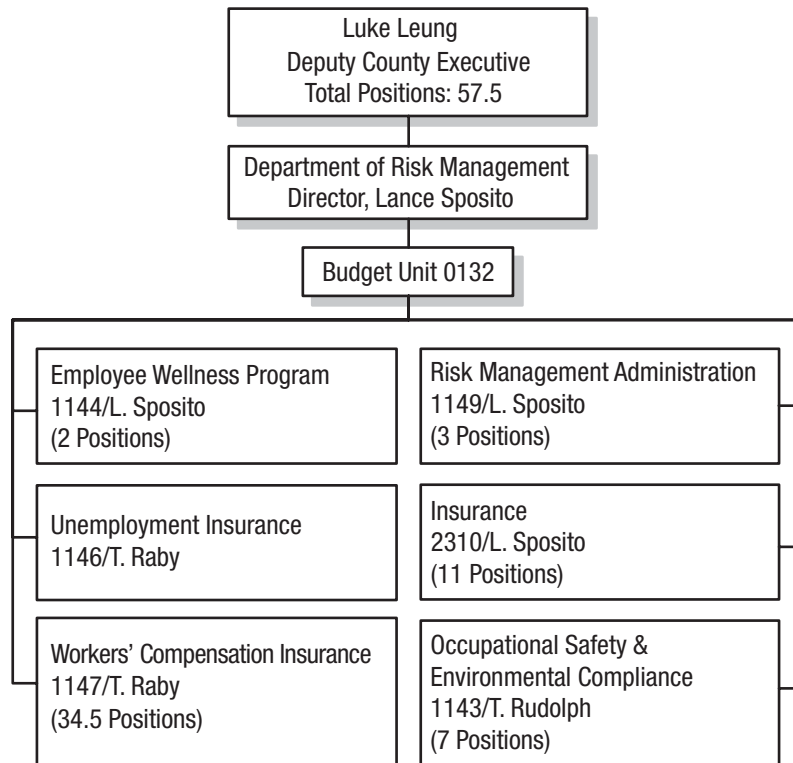 Luke Leung
Deputy County Executive
Total Positions: 57.5
Department of Risk Management
Director, Lance Sposito
Budget Unit 0132
Employee Wellness Program
1144/L. Sposito
(2 Positions)
Risk Management Administration
1149/L. Sposito
(3 Positions)
Unemployment Insurance
1146/T. Raby
Insurance
2310/L. Sposito
(11 Positions)
Workers’ Compensation Insurance
1147/T. Raby
(34.5 Positions)
Occupational Safety &
Environmental Compliance
1143/T. Rudolph
(7 Positions)